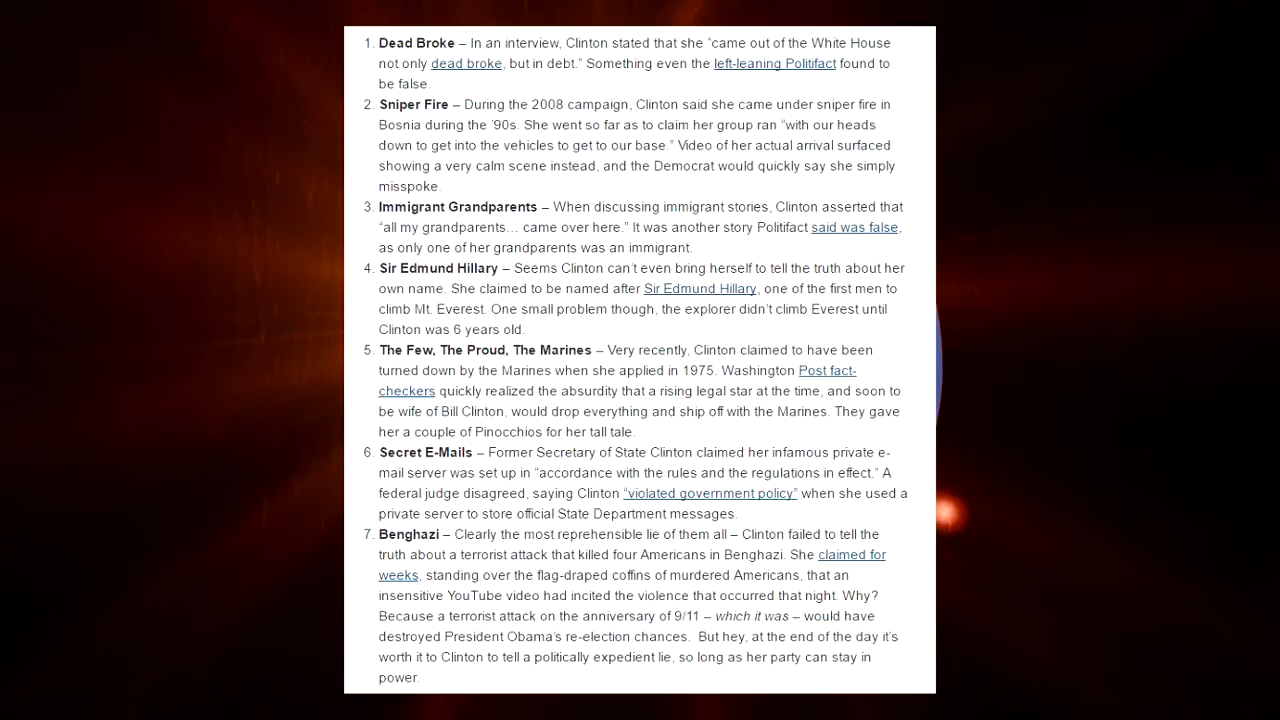 1. Dead Broke – In an interview, Clinton stated that she “came out of the White House
not only dead broke, but in debt.” Something even the left-leaning Politifact found to
be false.
2. Sniper Fire – During the 2008 campaign, Clinton said she came under sniper fire in
Bosnia during the ’90s. She went so far as to claim her group ran “with our heads
down to get into the vehicles to get to our base.” Video of her actual arrival surfaced
showing a very calm scene instead, and the Democrat would quickly say she simply
misspoke.
3. Immigrant Grandparents – When discussing immigrant stories, Clinton asserted that
“all my grandparents… came over here.” It was another story Politifact said was false,
as only one of her grandparents was an immigrant.
4. Sir Edmund Hillary – Seems Clinton can’t even bring herself to tell the truth about her
own name. She claimed to be named after Sir Edmund Hillary, one of the first men to
climb Mt. Everest. One small problem though, the explorer didn’t climb Everest until
Clinton was 6 years old.
5. The Few, The Proud, The Marines – Very recently, Clinton claimed to have been
turned down by the Marines when she applied in 1975. Washington Post fact-
checkers quickly realized the absurdity that a rising legal star at the time, and soon to
be wife of Bill Clinton, would drop everything and ship off with the Marines. They gave
her a couple of Pinocchios for her tall tale.
6. Secret E-Mails – Former Secretary of State Clinton claimed her infamous private e-
mail server was set up in “accordance with the rules and the regulations in effect.” A
federal judge disagreed, saying Clinton “violated government policy” when she used a
private server to store official State Department messages.
7. Benghazi – Clearly the most reprehensible lie of them all – Clinton failed to tell the
truth about a terrorist attack that killed four Americans in Benghazi. She claimed for
weeks, standing over the flag-draped coffins of murdered Americans, that an
insensitive YouTube video had incited the violence that occurred that night. Why?
Because a terrorist attack on the anniversary of 9/11 – which it was – would have
destroyed President Obama’s re-election chances. But hey, at the end of the day it’s
worth it to Clinton to tell a politically expedient lie, so long as her party can stay in
power.